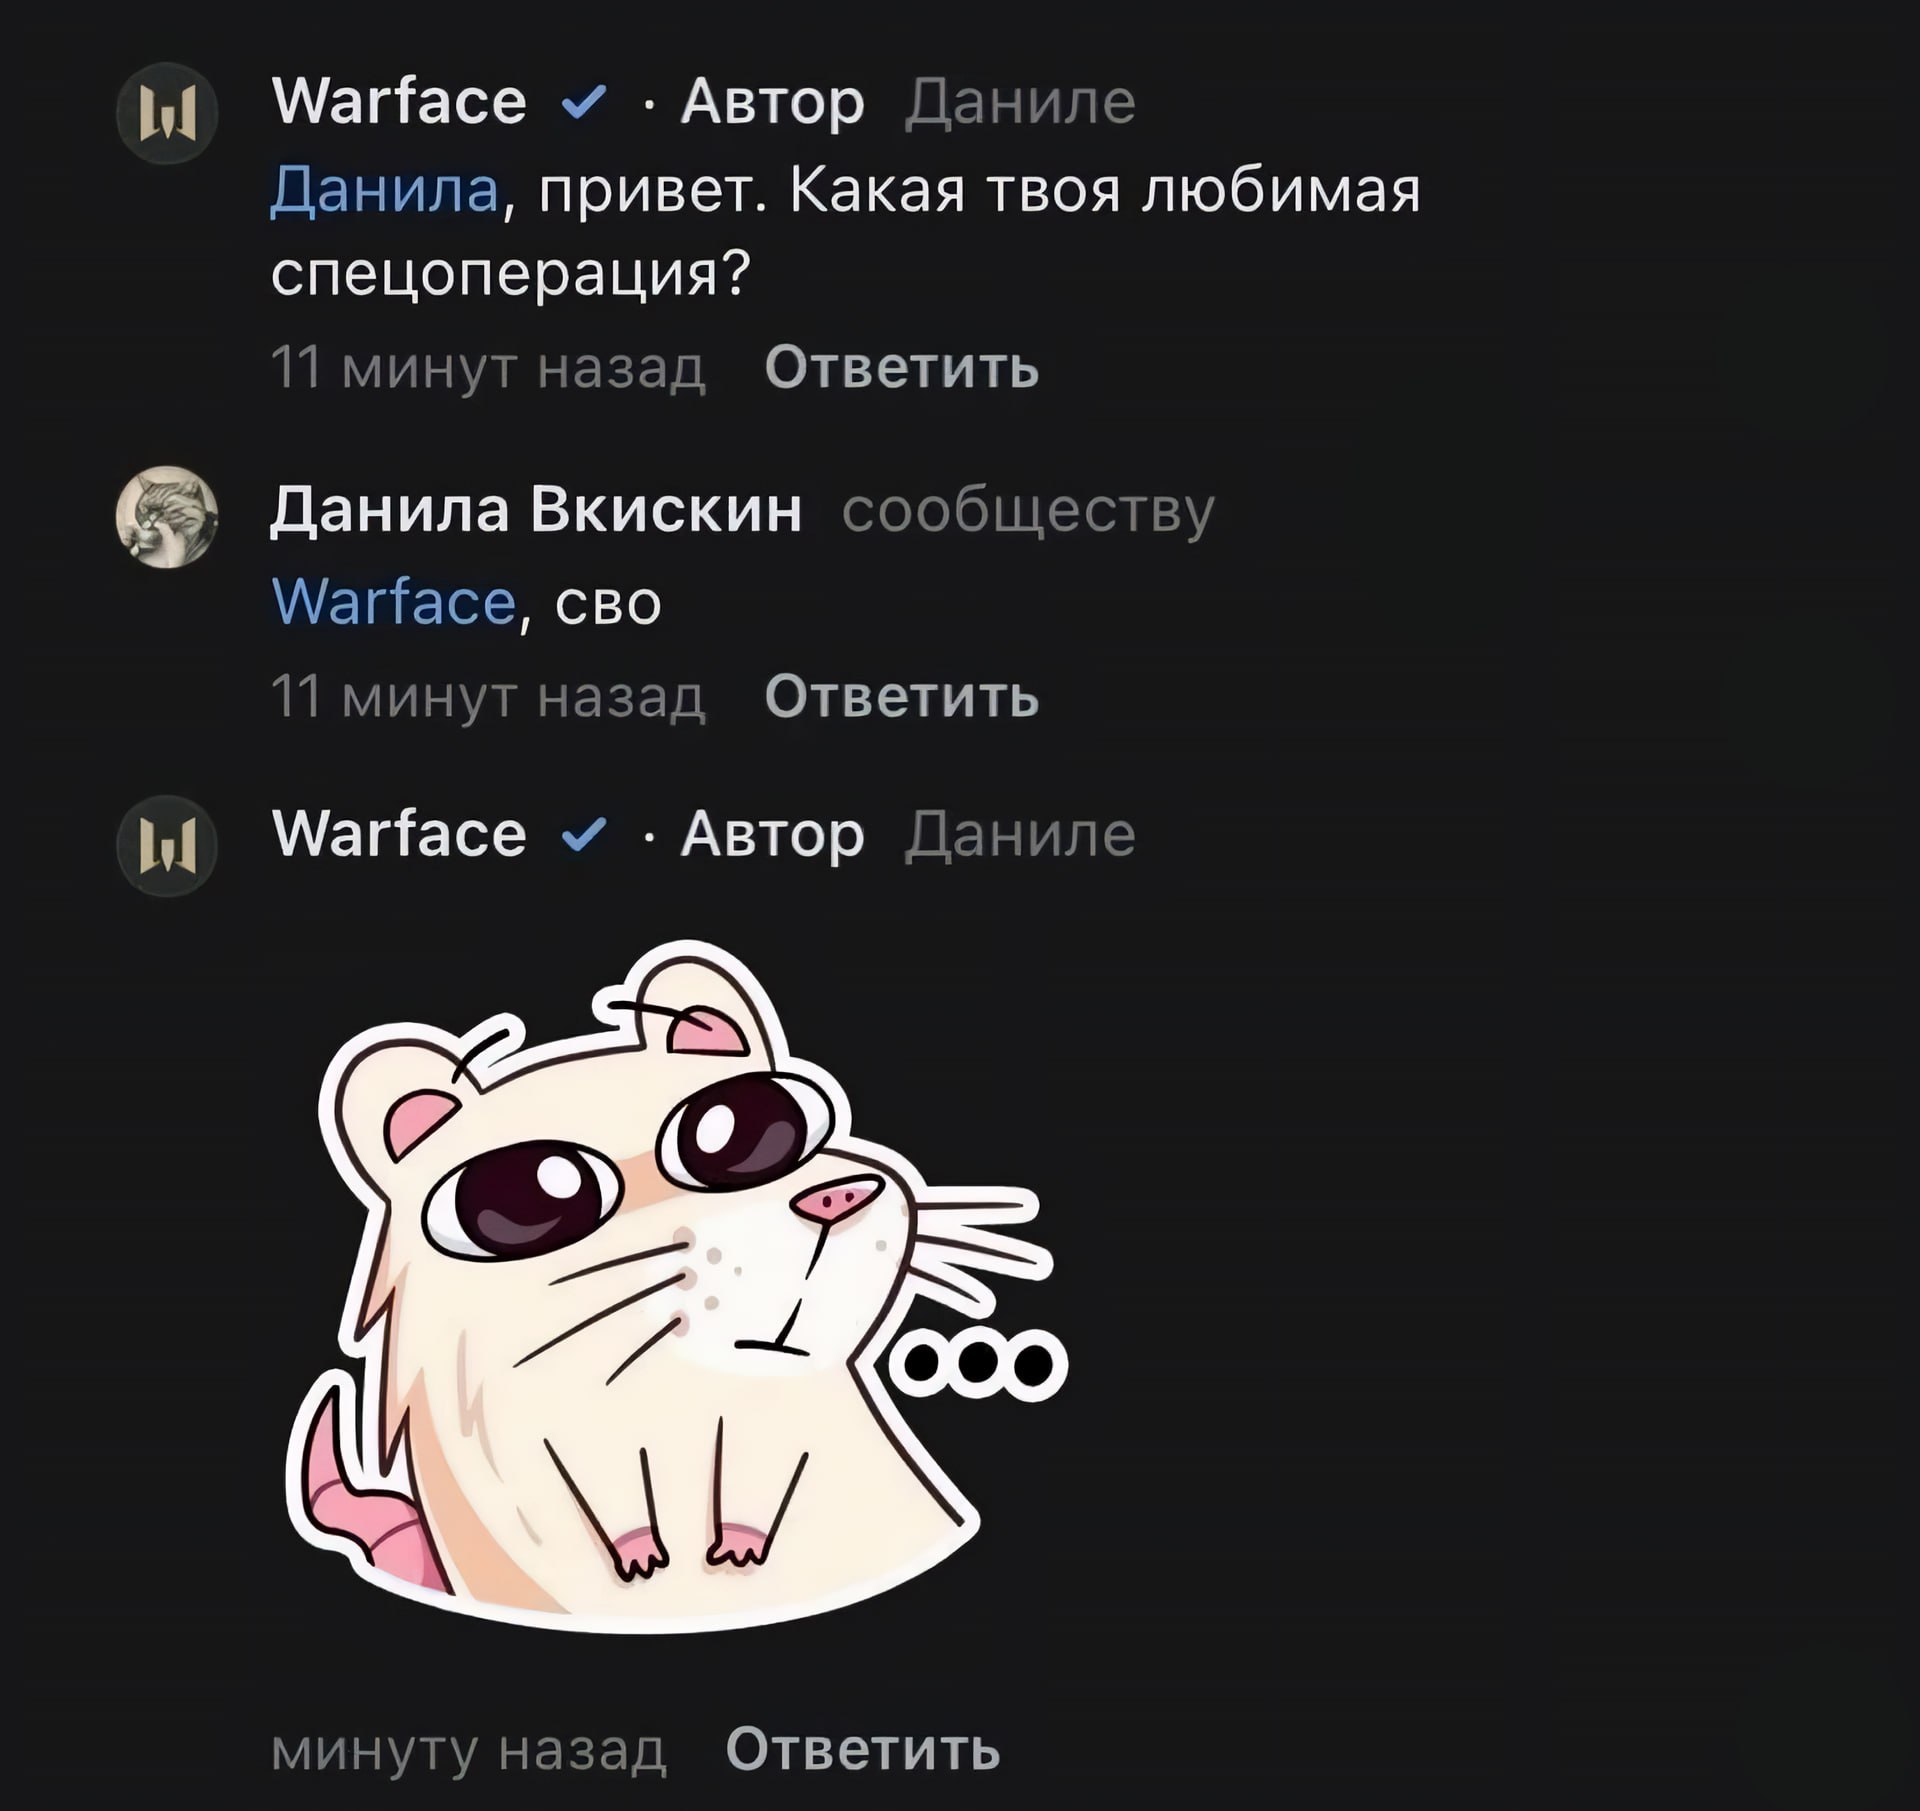 Warface · Автор Даниле
Данила, привет. Какая твоя любимая
спецоперация?
11 минут назад Ответить
Данила Вкискин сообществу
Warface, сво
11 минут назад Ответить
Warface · Автор Даниле
минуту назад Ответить